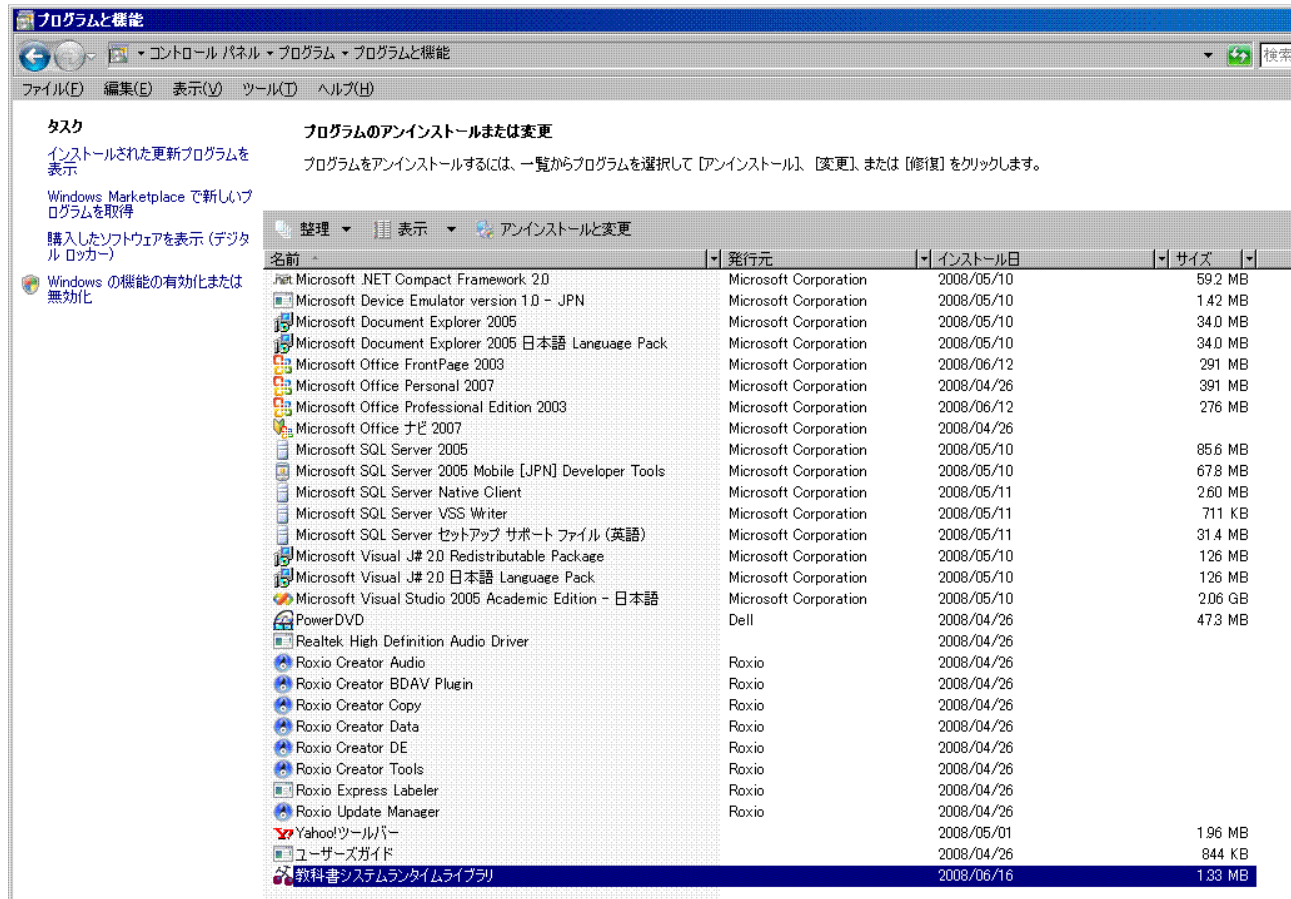 プログラムと機能
コントロール パネル プログラム プログラムと機能
検索
ファイル(F) 編集(E) 表示(V) ツール(T) ヘルプ(H)
タスク
インストールされた更新プログラムを
表示
Windows Marketplace で新しいプ
ログラムを取得
購入したソフトウェアを表示 (デジタ
ル ロッカー)
Windows の機能の有効化または
無効化
プログラムのアンインストールまたは変更
プログラムをアンインストールするには、一覧からプログラムを選択して [アンインストール]、[変更]、または [修復] をクリックします。
整理 表示 アンインストールと変更
名前 発行元 インストール日 サイズ
Microsoft .NET Compact Framework 2.0 Microsoft Corporation 2008/05/10 59.2 MB
Microsoft Device Emulator version 1.0 - JPN Microsoft Corporation 2008/05/10 1.42 MB
Microsoft Document Explorer 2005 Microsoft Corporation 2008/05/10 34.0 MB
Microsoft Document Explorer 2005 日本語 Language Pack Microsoft Corporation 2008/05/10 34.0 MB
Microsoft Office FrontPage 2003 Microsoft Corporation 2008/06/12 291 MB
Microsoft Office Personal 2007 Microsoft Corporation 2008/04/26 391 MB
Microsoft Office Professional Edition 2003 Microsoft Corporation 2008/06/12 276 MB
Microsoft Office ナビ 2007 Microsoft Corporation 2008/04/26
Microsoft SQL Server 2005 Microsoft Corporation 2008/05/10 85.6 MB
Microsoft SQL Server 2005 Mobile [JPN] Developer Tools Microsoft Corporation 2008/05/10 67.8 MB
Microsoft SQL Server Native Client Microsoft Corporation 2008/05/11 2.60 MB
Microsoft SQL Server VSS Writer Microsoft Corporation 2008/05/11 711 KB
Microsoft SQL Server セットアップ サポート ファイル (英語) Microsoft Corporation 2008/05/11 31.4 MB
Microsoft Visual J# 2.0 Redistributable Package Microsoft Corporation 2008/05/10 126 MB
Microsoft Visual J# 2.0 日本語 Language Pack Microsoft Corporation 2008/05/10 126 MB
Microsoft Visual Studio 2005 Academic Edition - 日本語 Microsoft Corporation 2008/05/10 2.06 GB
PowerDVD Dell 2008/04/26 47.3 MB
Realtek High Definition Audio Driver 2008/04/26
Roxio Creator Audio Roxio 2008/04/26
Roxio Creator BDAV Plugin Roxio 2008/04/26
Roxio Creator Copy Roxio 2008/04/26
Roxio Creator Data Roxio 2008/04/26
Roxio Creator DE Roxio 2008/04/26
Roxio Creator Tools Roxio 2008/04/26
Roxio Express Labeler Roxio 2008/04/26
Roxio Update Manager Roxio 2008/04/26
Yahoo!ツールバー 2008/05/01 1.96 MB
ユーザーズガイド 2008/04/26 844 KB
教科書システムランタイムライブラリ 2008/06/16 1.33 MB